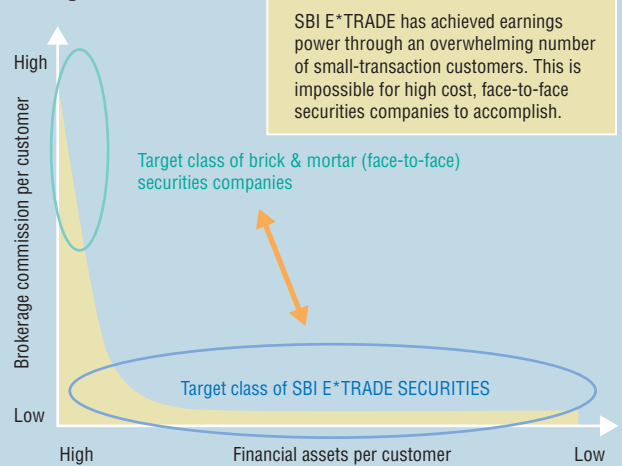 SBI E*TRADE has achieved earnings
power through an overwhelming number
of small-transaction customers. This is
impossible for high cost, face-to-face
securities companies to accomplish.
High
Target class of brick & mortar (face-to-face)
securities companies
Brokerage commission per customer
Target class of SBI E*TRADE SECURITIES
Low
High
Financial assets per customer
Low